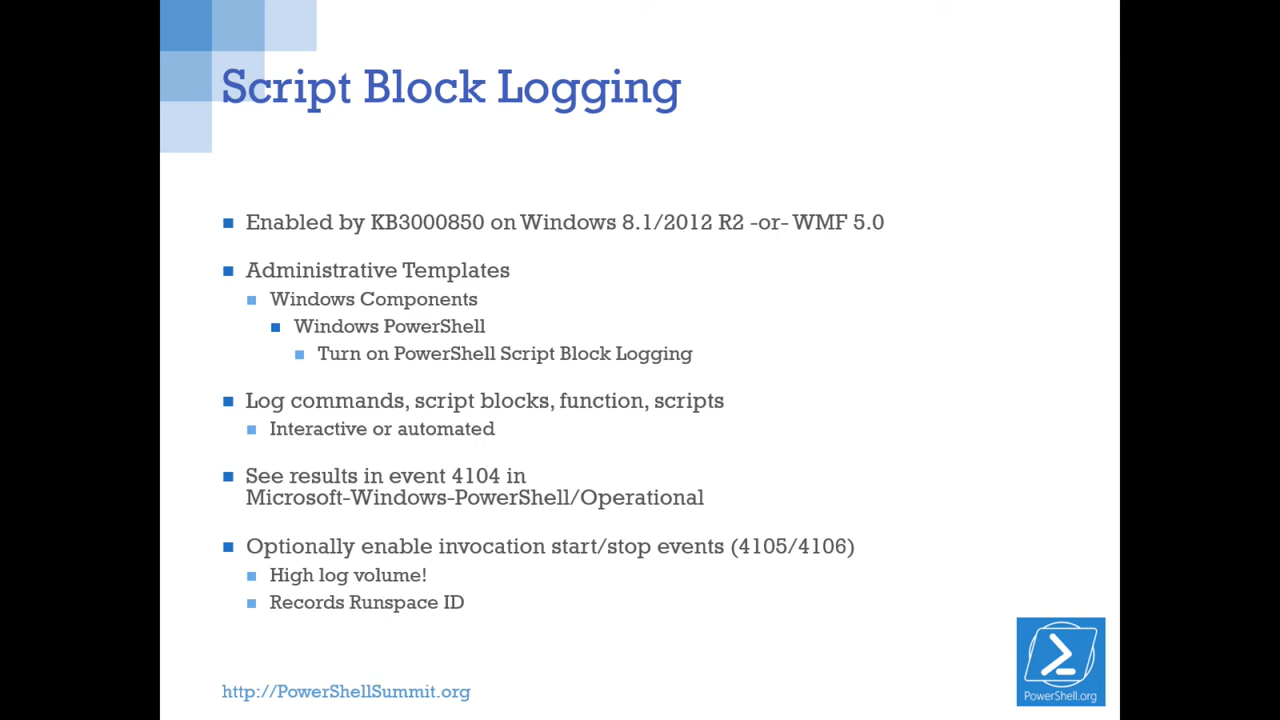 Script Block Logging
Enabled by KB3000850 on Windows 8.1/2012 R2 -or- WMF 5.0
Administrative Templates
Windows Components
Windows PowerShell
Turn on PowerShell Script Block Logging
Log commands, script blocks, function, scripts
Interactive or automated
See results in event 4104 in
Microsoft-Windows-PowerShell/Operational
Optionally enable invocation start/stop events (4105/4106)
High log volume!
Records Runspace ID
http://PowerShellSummit.org
PowerShell.org